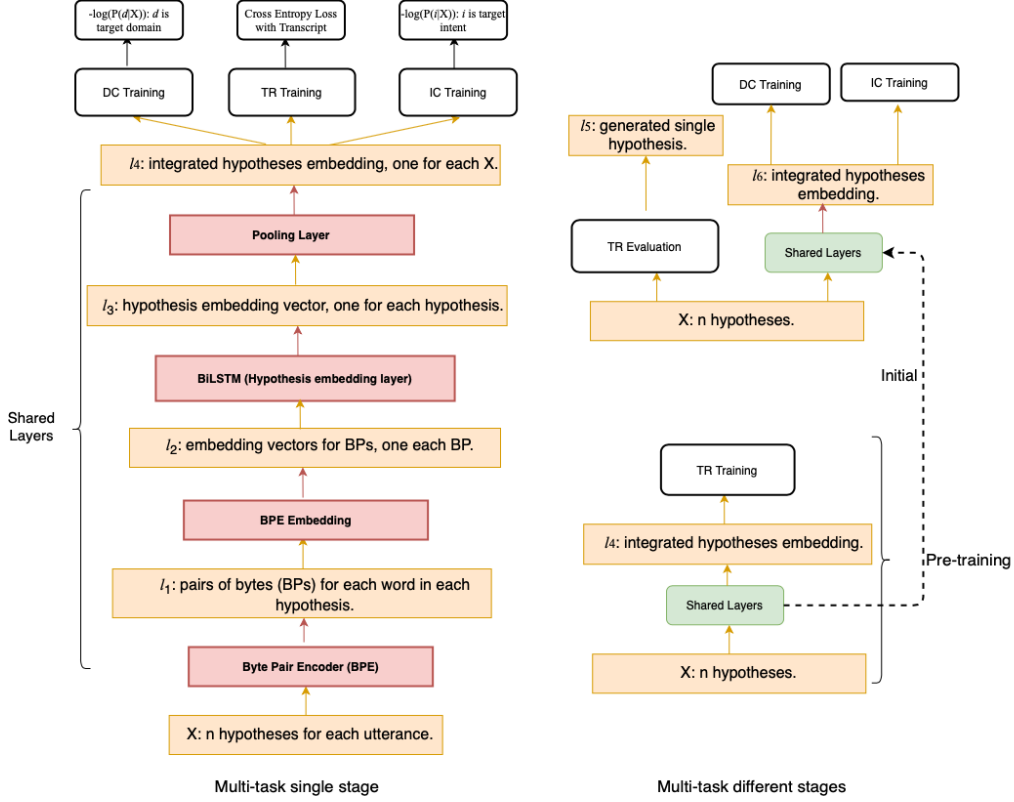 -log(P(d|X)): d is
target domain
Cross Entropy Loss
with Transcript
-log(P(i|X)): i is target
intent
DC Training
TR Training
IC Training
l4: integrated hypotheses embedding, one for each X.
Pooling Layer
l3: hypothesis embedding vector, one for each hypothesis.
BiLSTM (Hypothesis embedding layer)
Shared
Layers
l2: embedding vectors for BPs, one each BP.
BPE Embedding
l1: pairs of bytes (BPs) for each word in each
hypothesis.
Byte Pair Encoder (BPE)
X: n hypotheses for each utterance.
Multi-task single stage
DC Training
IC Training
l5: generated single
hypothesis.
l6: integrated hypotheses
embedding.
TR Evaluation
Shared Layers
X: n hypotheses.
Initial
TR Training
l4: integrated hypotheses embedding.
Pre-training
Shared Layers
X: n hypotheses.
Multi-task different stages